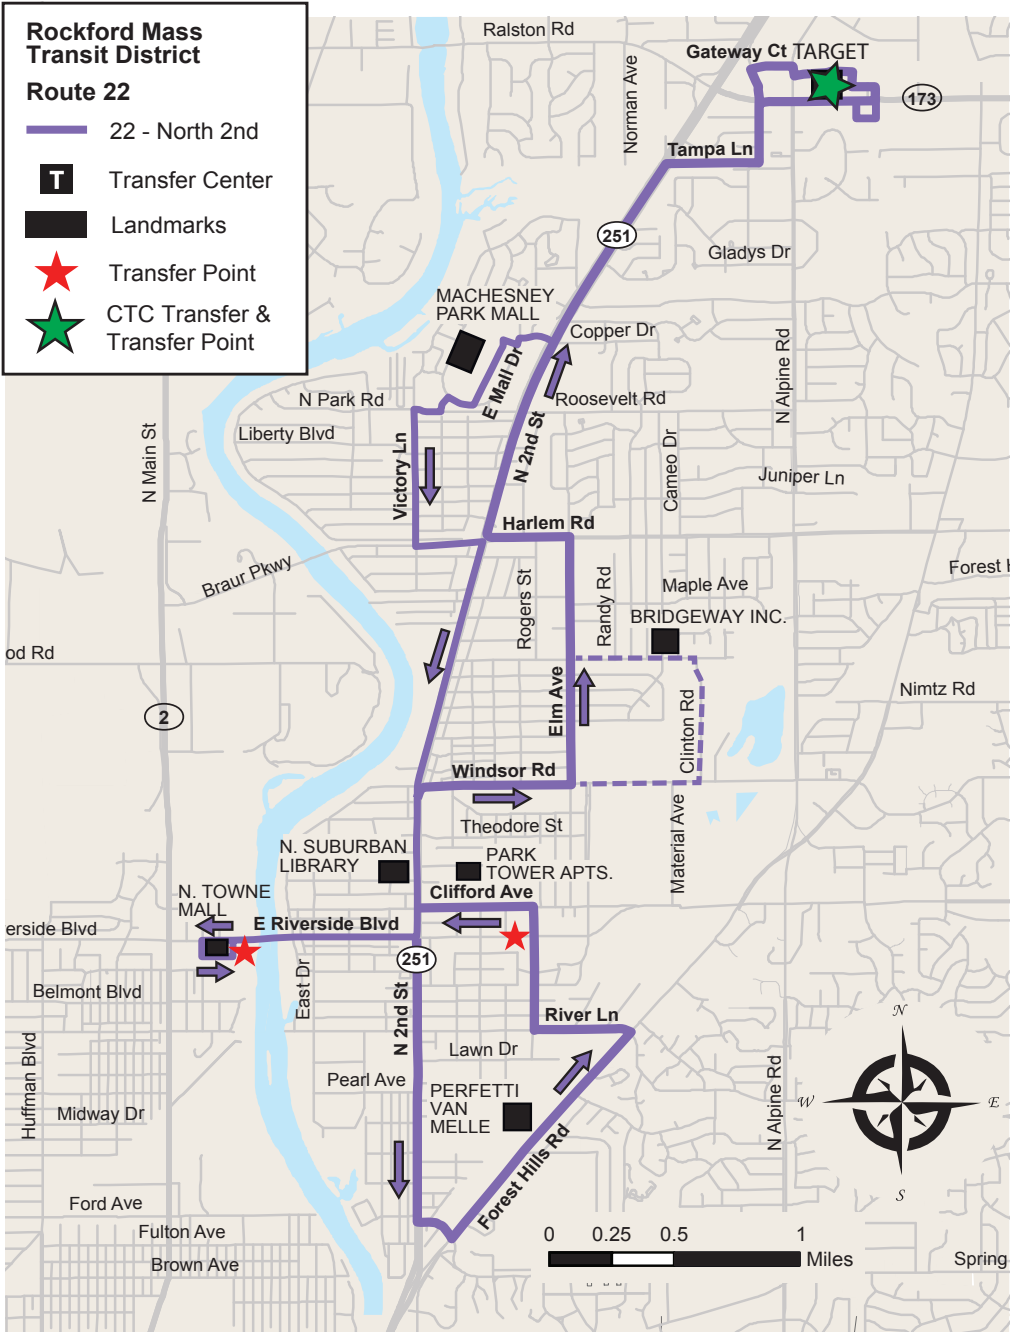 Rockford Mass
Transit District
Route 22
22 - North 2nd
T
Transfer Center
Landmarks
Transfer Point
CTC Transfer &
Transfer Point
Ralston Rd
Gateway Ct
TARGET
173
Norman Ave
Tampa Ln
251
Gladys Dr
MACHESNEY
PARK MALL
Copper Dr
N Alpine Rd
E Mall Dr
N Park Rd
Roosevelt Rd
Liberty Blvd
N Main St
Victory Ln
N 2nd St
Cameo Dr
Juniper Ln
Harlem Rd
Braur Pkwy
Rogers St
Randy Rd
Maple Ave
Forest H
BRIDGEWAY INC.
od Rd
Elm Ave
Nimtz Rd
2
Clinton Rd
Windsor Rd
Theodore St
Material Ave
N. SUBURBAN
LIBRARY
PARK
TOWER APTS.
N. TOWNE
MALL
Clifford Ave
erside Blvd
E Riverside Blvd
251
Belmont Blvd
East Dr
N 2nd St
River Ln
N
Lawn Dr
Huffman Blvd
Pearl Ave
PERFETTI
VAN
MELLE
N Alpine Rd
W
E
Midway Dr
Forest Hills Rd
S
Ford Ave
Fulton Ave
Brown Ave
0 0.25 0.5 1
Miles
Spring